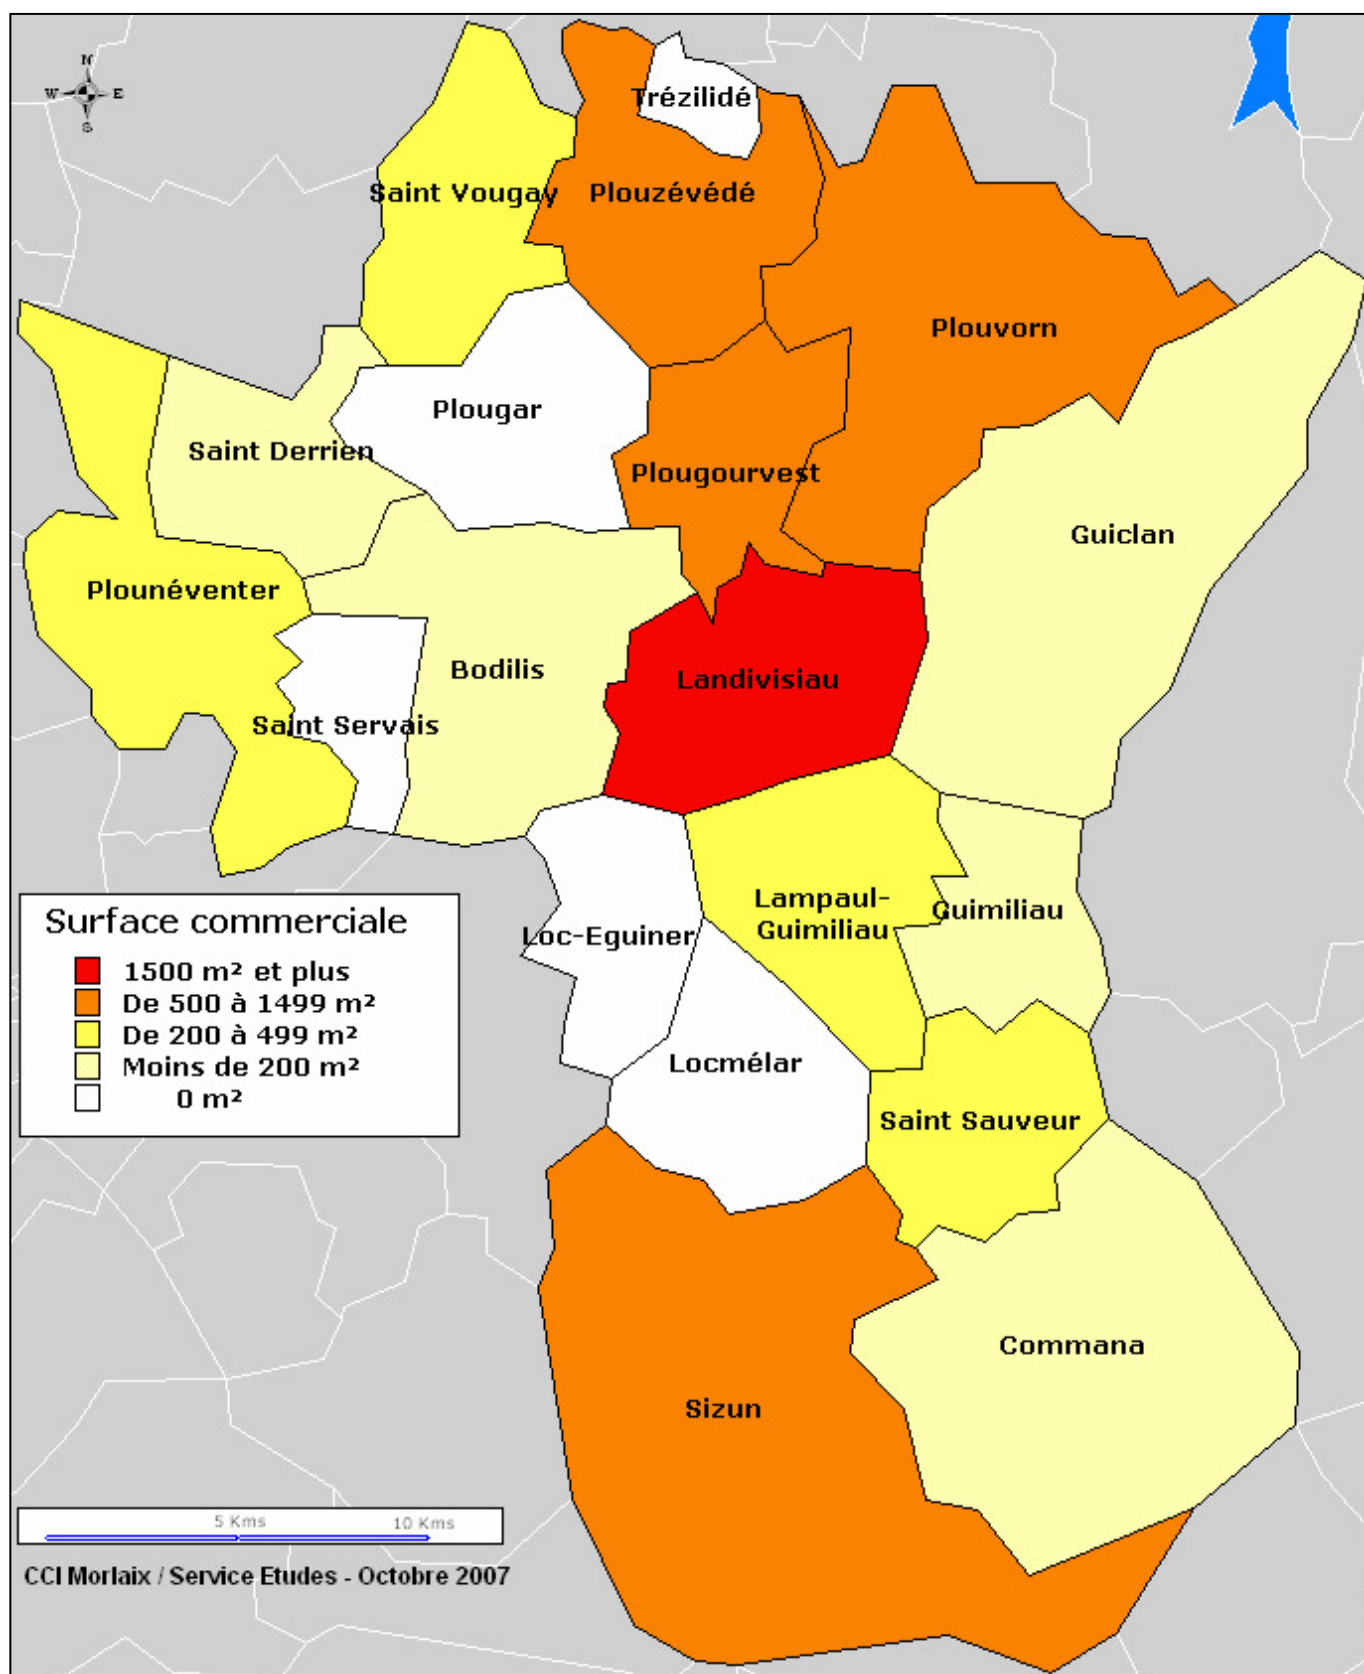 N
W E
S
Trézilidé
Saint Vougay
Plouzévédé
Plouvorn
Plougar
Saint Derrien
Plougourvest
Guiclan
Plounéventer
Bodilis
Landivisiau
Saint Servais
Lampaul-
Guimiliau
Guimiliau
Loc-Eguiner
Locmélar
Saint Sauveur
Commana
Sizun
Surface commerciale
1500 m² et plus
De 500 à 1499 m²
De 200 à 499 m²
Moins de 200 m²
0 m²
5 Kms 10 Kms
CCI Morlaix / Service Etudes - Octobre 2007